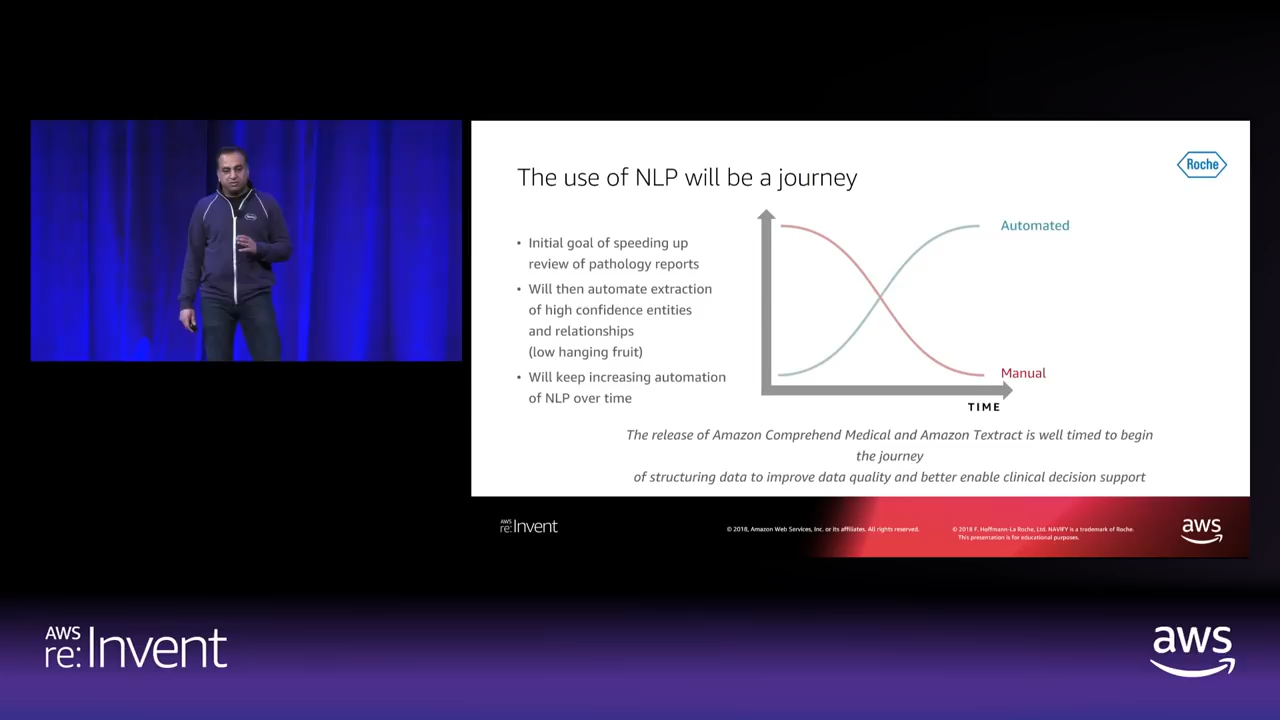 Roche
The use of NLP will be a journey
• Initial goal of speeding up
review of pathology reports
• Will then automate extraction
of high confidence entities
and relationships
(low hanging fruit)
• Will keep increasing automation
of NLP over time
Automated
Manual
TIME
The release of Amazon Comprehend Medical and Amazon Textract is well timed to begin
the journey
of structuring data to improve data quality and better enable clinical decision support
AWS
re:Invent
© 2018, Amazon Web Services, Inc. or its affiliates. All rights reserved.
© 2018 F. Hoffmann-La Roche, Ltd. NAVIFY is a trademark of Roche.
This presentation is for educational purposes.
aws
AWS
re:Invent
aws